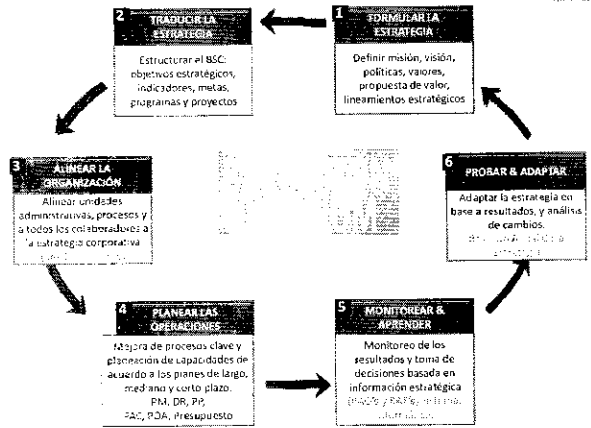 1
FORMULAR LA
ESTRATEGIA
Definir misión, visión,
políticas, valores,
propuesta de valor,
lineamientos estratégicos
2
TRADUCIR LA
ESTRATEGIA
Estructurar el BSC:
objetivos estratégicos,
indicadores, metas,
programas y proyectos
3
ALINEAR LA
ORGANIZACIÓN
Alinear unidades
administrativas, procesos y
a todos los colaboradores a
la estrategia corporativa
4
PLANEAR LAS
OPERACIONES
Mejora de procesos clave y
planeación de capacidades de
acuerdo a los planes de largo,
mediano y corto plazo.
PM, DR, PP,
PAC, POA, Presupuesto
5
MONITOREAR &
APRENDER
Monitoreo de los
resultados y toma de
decisiones basada en
información estratégica
6
PROBAR & ADAPTAR
Adaptar la estrategia en
base a resultados, y análisis
de cambios.